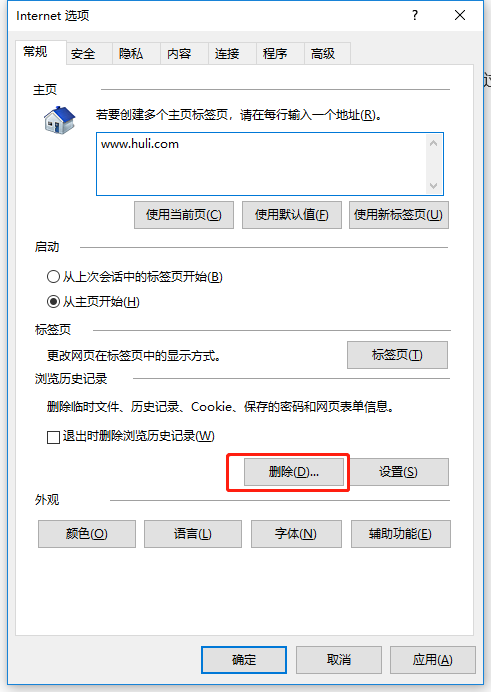 Internet 选项
? ×
常规 安全 隐私 内容 连接 程序 高级
主页
若要创建多个主页标签页，请在每行输入一个地址(R)。
www.huli.com
使用当前页(C) 使用默认值(F) 使用新标签页(U)
启动
从上次会话中的标签页开始(B)
从主页开始(H)
标签页
更改网页在标签页中的显示方式。 标签页(T)
浏览历史记录
删除临时文件、历史记录、Cookie、保存的密码和网页表单信息。
退出时删除浏览历史记录(W)
删除(D)... 设置(S)
外观
颜色(O) 语言(L) 字体(N) 辅助功能(E)
确定 取消 应用(A)